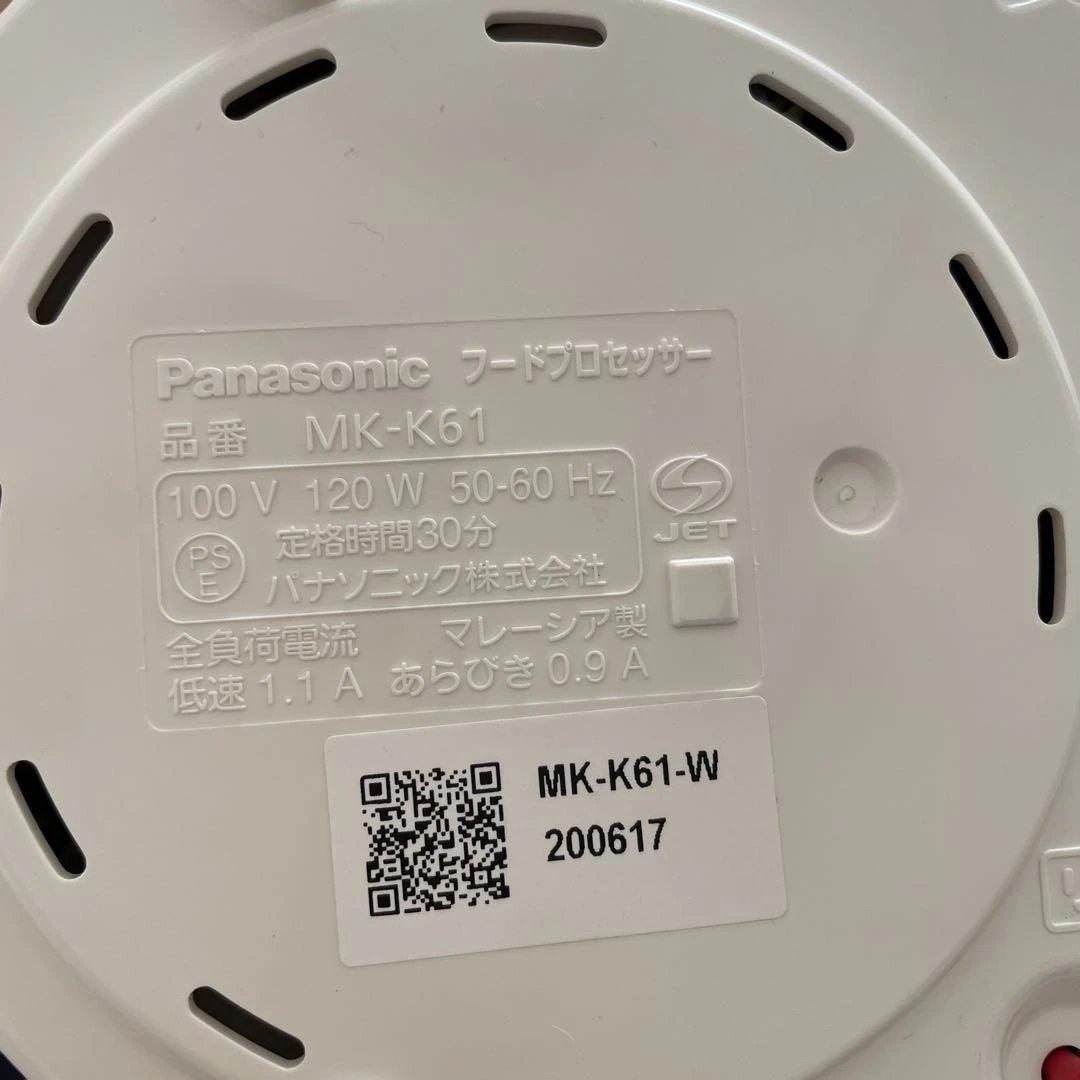 Panasonic フードプロセッサー
品番 MK-K61
100 V 120 W 50-60 Hz
定格時間30分
PS
E
パナソニック株式会社
JET
全負荷電流 マレーシア製
低速 1.1 A あらびき 0.9 A
MK-K61-W
200617